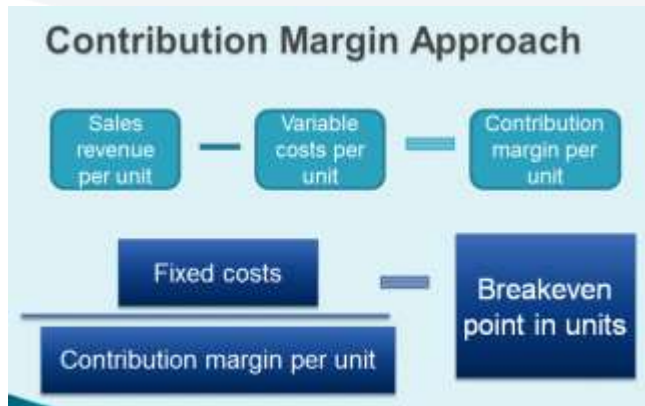 Contribution Margin Approach
Sales
revenue
per unit
Variable
costs per
unit
Contribution
margin per
unit
Fixed costs
Contribution margin per unit
Breakeven
point in units